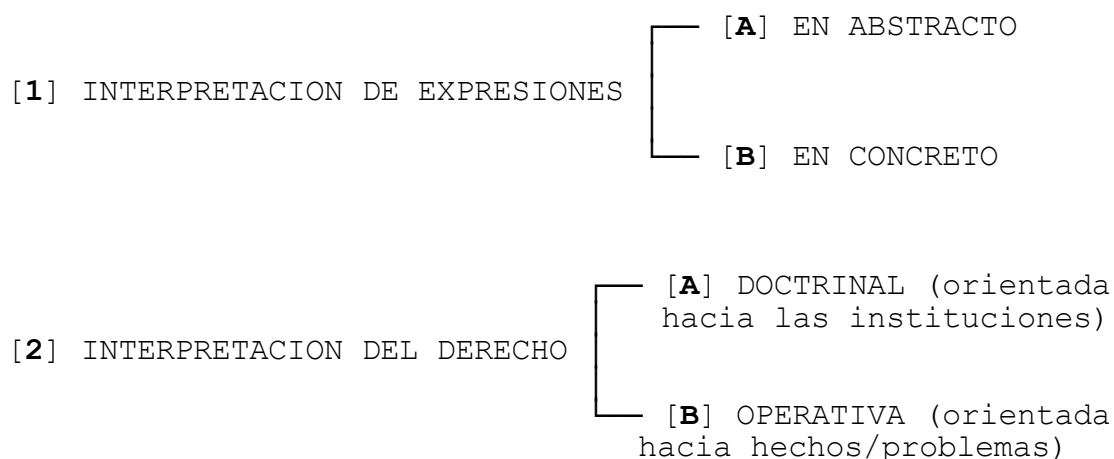 [A] EN ABSTRACTO
[1] INTERPRETACION DE EXPRESIONES
[B] EN CONCRETO
[A] DOCTRINAL (orientada
hacia las instituciones)
[2] INTERPRETACION DEL DERECHO
[B] OPERATIVA (orientada
hacia hechos/problemas)